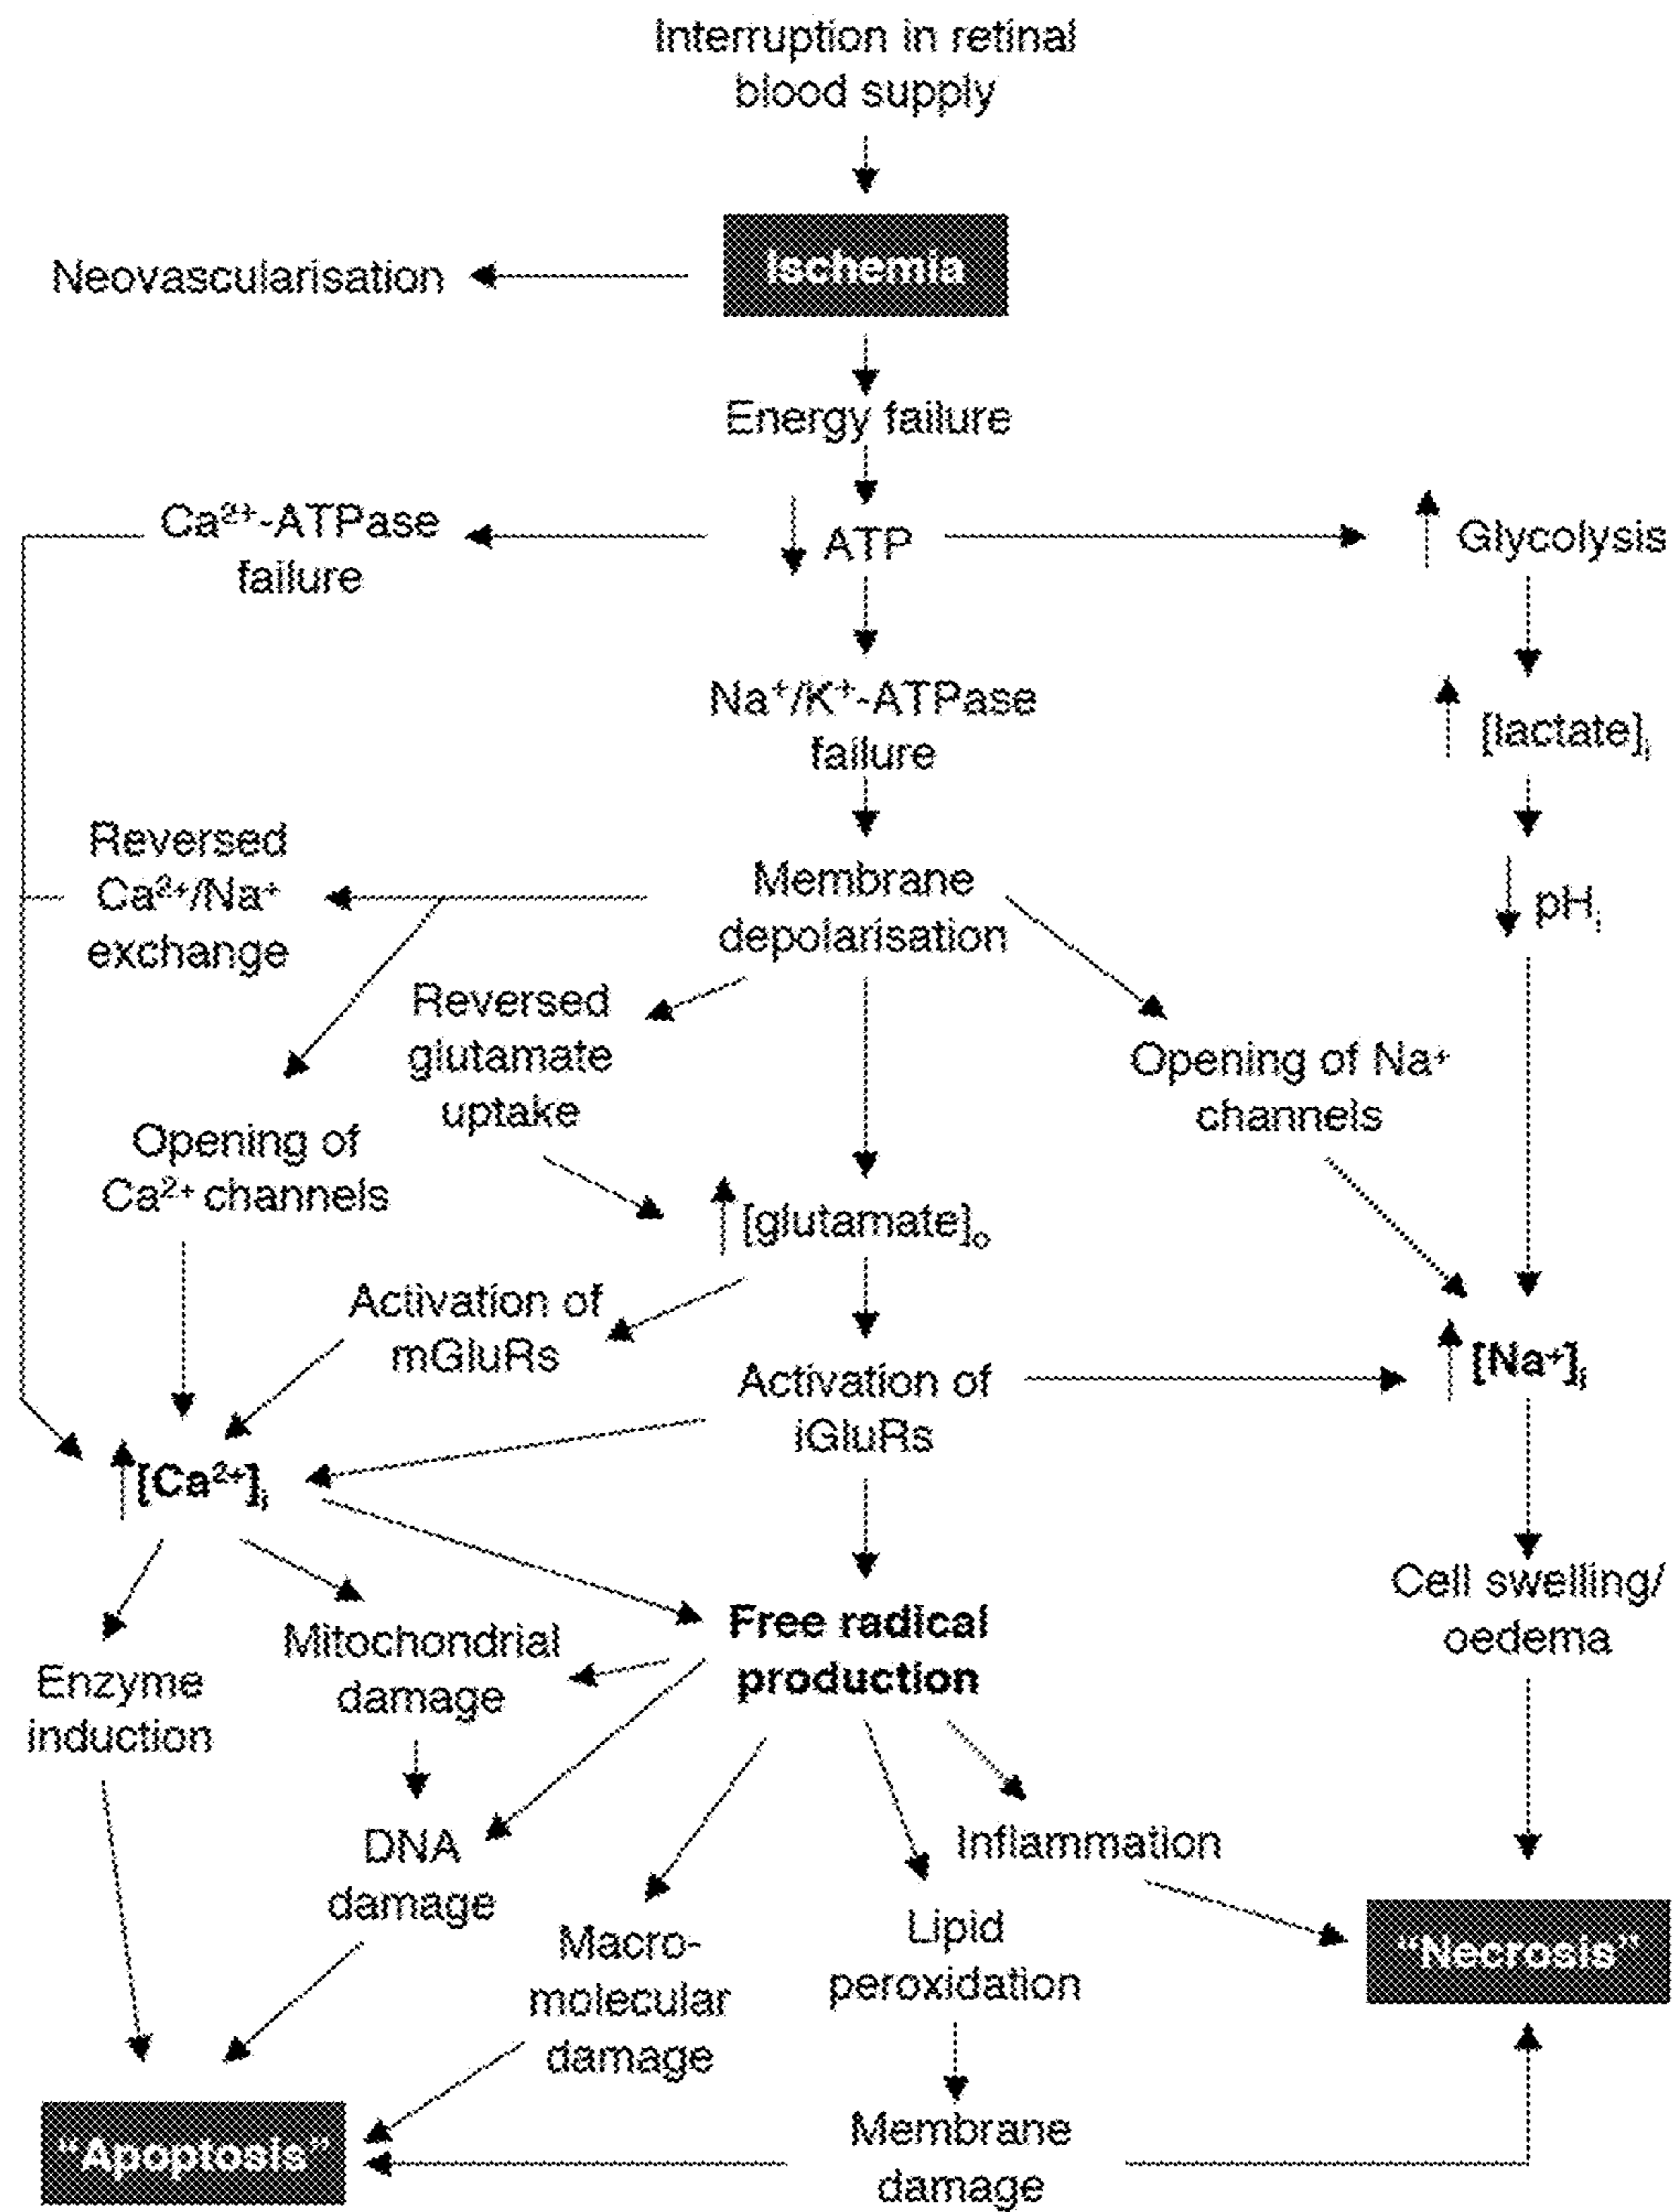 Interruption in retinal
blood supply
Ischemia
Neovascularisation
Energy failure
Ca²⁺-ATPase
failure
ATP
Glycolysis
Na⁺/K⁺-ATPase
failure
[lactate]ᵢ
Reversed
Ca²⁺/Na⁺
exchange
Membrane
depolarisation
pHᵢ
Reversed
glutamate
uptake
Opening of Na⁺
channels
Opening of
Ca²⁺ channels
[glutamate]ₒ
Activation of
mGluRs
Activation of
iGluRs
[Na⁺]ᵢ
[Ca²⁺]ᵢ
Cell swelling/
oedema
Free radical
production
Mitochondrial
damage
Enzyme
induction
DNA
damage
Inflammation
Macro-
molecular
damage
Lipid
peroxidation
"Necrosis"
"Apoptosis"
Membrane
damage